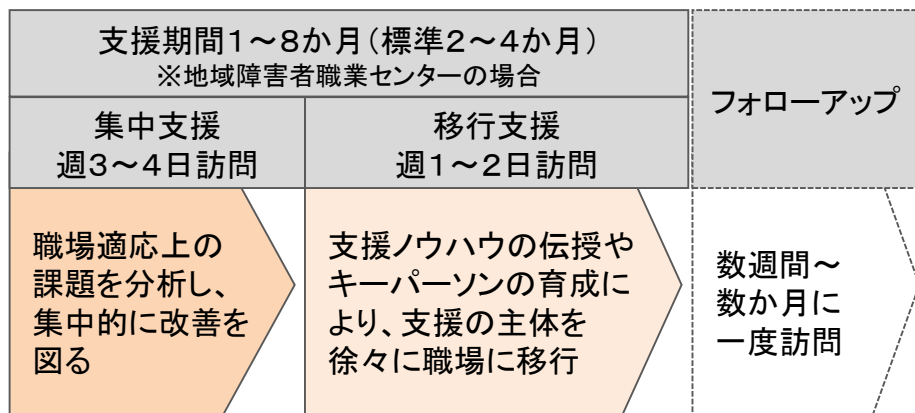 支援期間１～８か月（標準２～４か月）
※地域障害者職業センターの場合
フォローアップ
集中支援
週３～４日訪問
移行支援
週１～２日訪問
職場適応上の
課題を分析し、
集中的に改善を
図る
支援ノウハウの伝授や
キーパーソンの育成に
より、支援の主体を
徐々に職場に移行
数週間～
数か月に
一度訪問